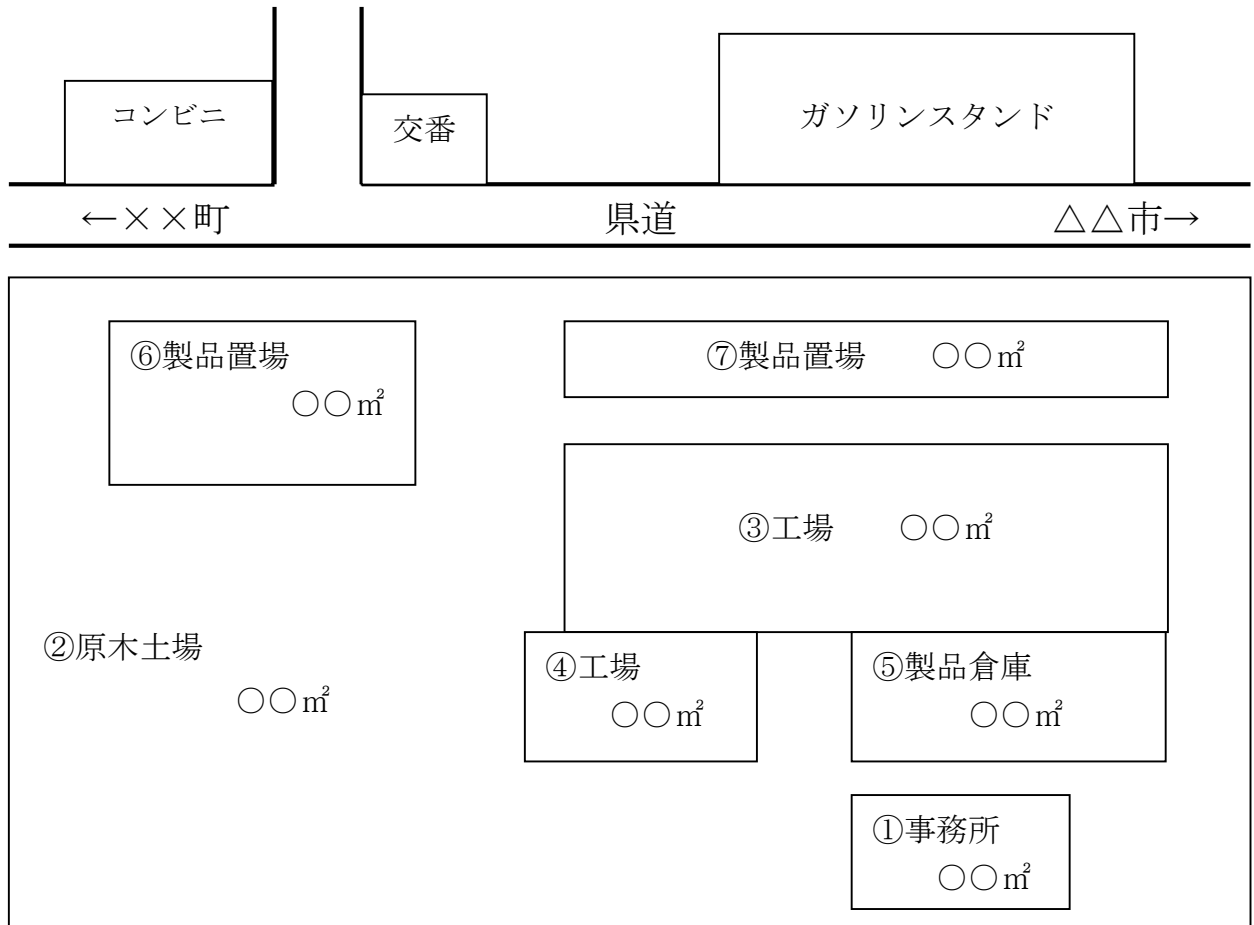 コンビニ
交番
ガソリンスタンド
←××町
県道
△△市→
⑥製品置場
○○㎡
⑦製品置場 ○○㎡
③工場 ○○㎡
②原木土場
○○㎡
④工場
○○㎡
⑤製品倉庫
○○㎡
①事務所
○○㎡